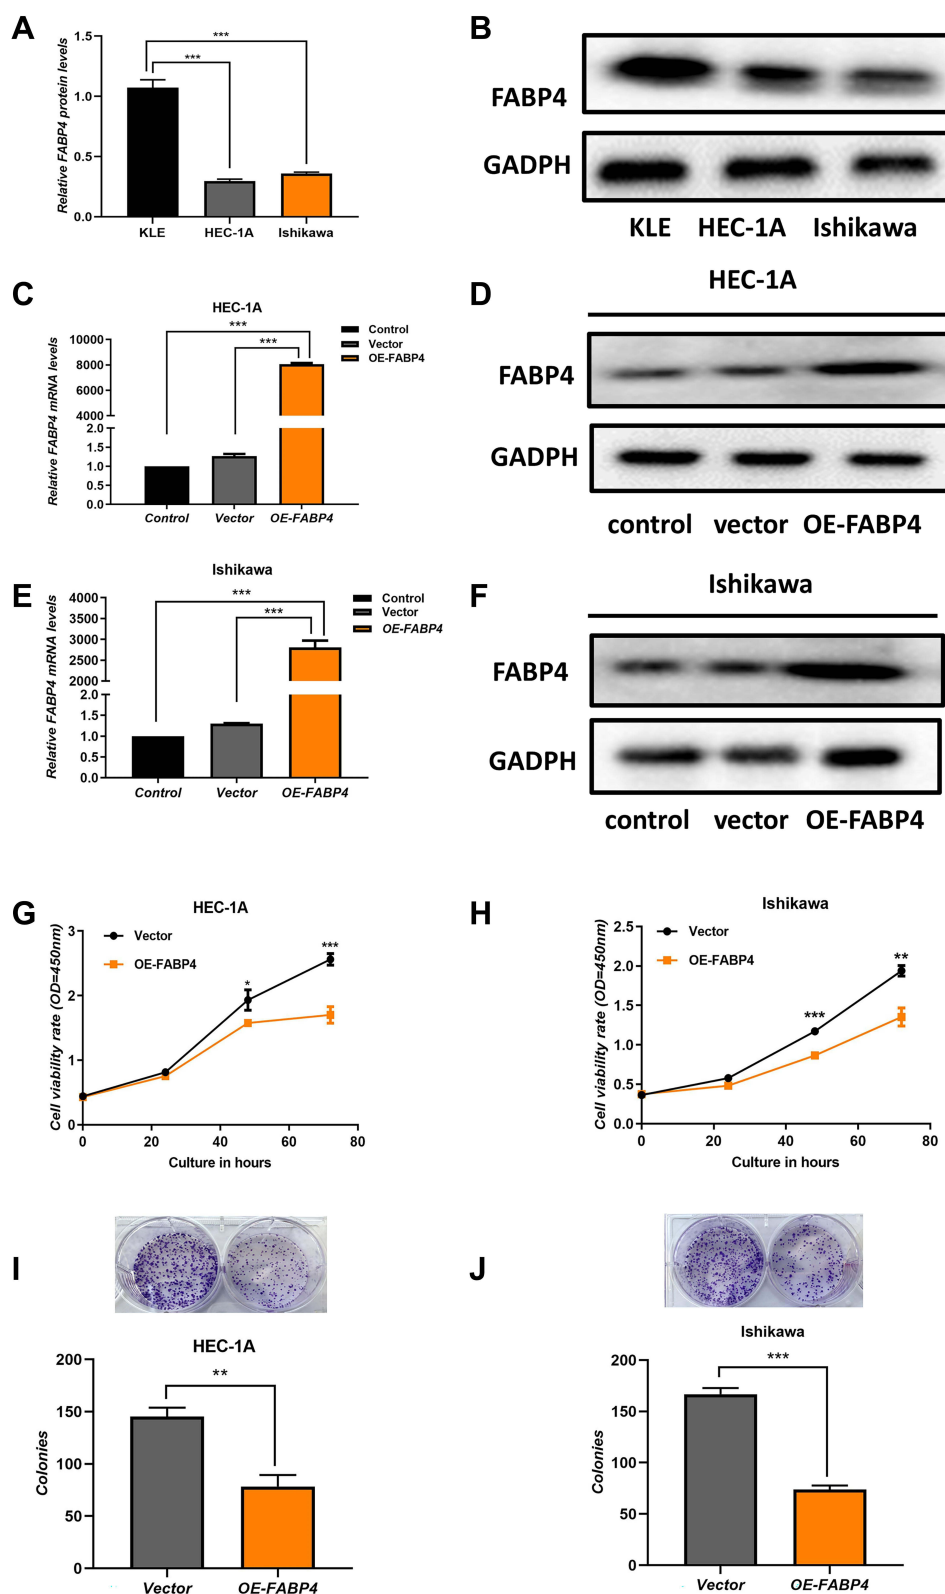 A
Relative FABP4 protein levels
1.5
1.0
0.5
0.0
***
***
KLE HEC-1A Ishikawa
B
FABP4
GADPH
KLE HEC-1A Ishikawa
C
HEC-1A
Relative FABP4 mRNA levels
10000
8000
6000
4000
2.0
1.5
1.0
0.5
0.0
***
***
Control
Vector
OE-FABP4
Control Vector OE-FABP4
D
HEC-1A
FABP4
GADPH
control vector OE-FABP4
E
Ishikawa
Relative FABP4 mRNA levels
4000
3500
3000
2500
2000
2.0
1.5
1.0
0.5
0.0
***
***
Control
Vector
OE-FABP4
Control Vector OE-FABP4
F
Ishikawa
FABP4
GADPH
control vector OE-FABP4
G
HEC-1A
Cell viability rate (OD=450nm)
3
2
1
0
Vector
OE-FABP4
*
***
0 20 40 60 80
Culture in hours
H
Ishikawa
Cell viability rate (OD=450nm)
2.5
2.0
1.5
1.0
0.5
0.0
Vector
OE-FABP4
***
**
0 20 40 60 80
Culture in hours
I
HEC-1A
Colonies
200
150
100
50
0
**
Vector OE-FABP4
J
Ishikawa
Colonies
200
150
100
50
0
***
Vector OE-FABP4